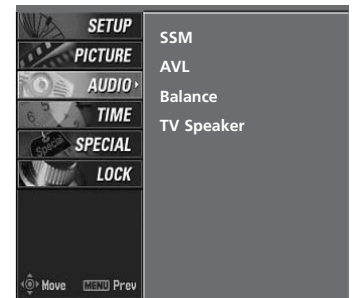 SETUP
PICTURE
AUDIO
TIME
SPECIAL
LOCK
Move MENU Prev
SSM
AVL
Balance
TV Speaker